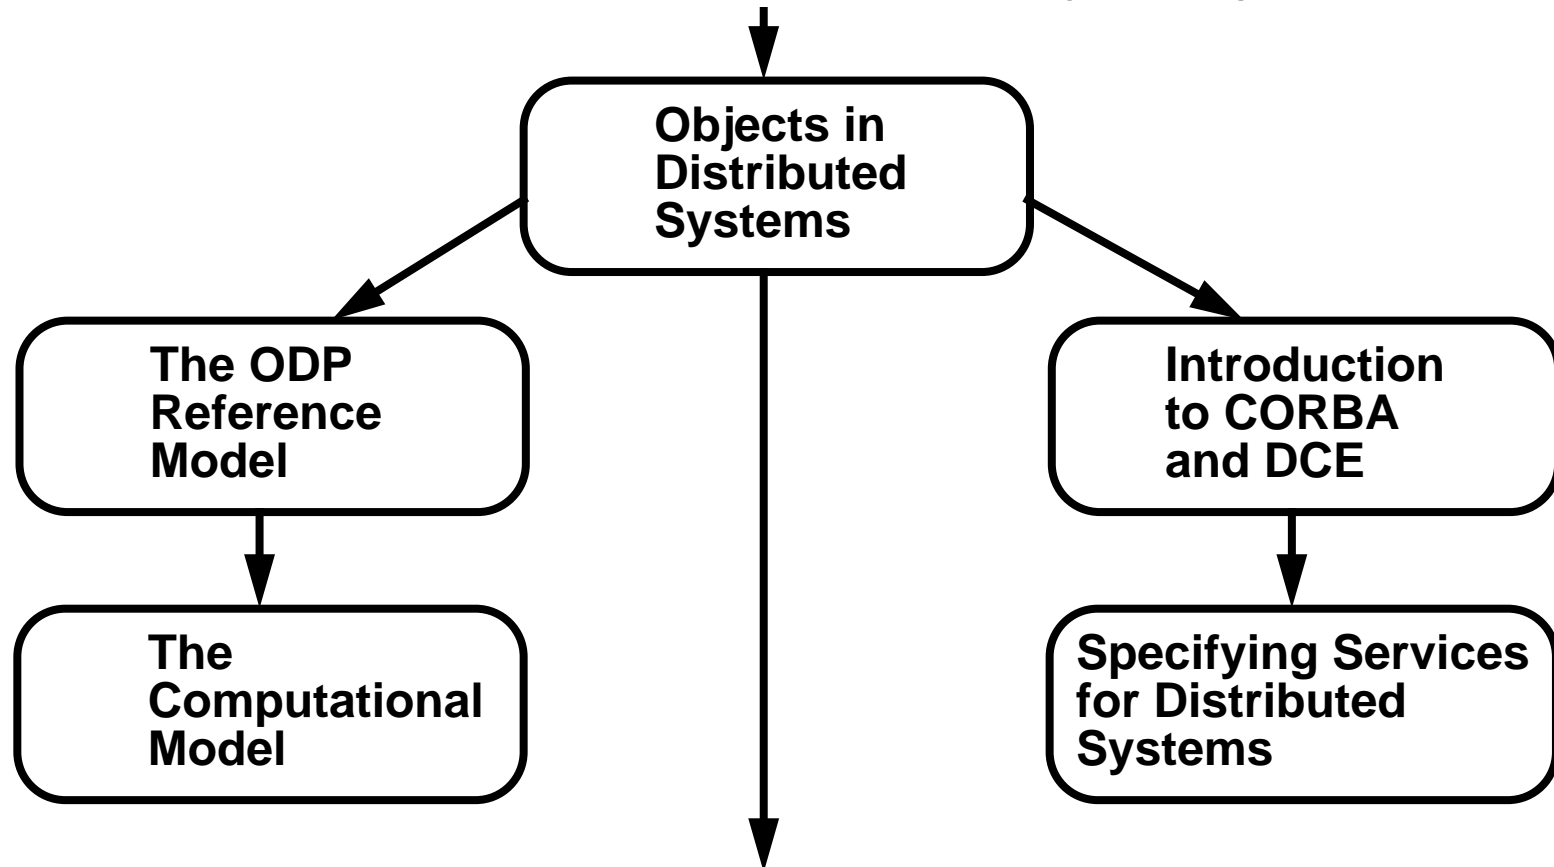 Objects in
Distributed
Systems
The ODP
Reference
Model
Introduction
to CORBA
and DCE
The
Computational
Model
Specifying Services
for Distributed
Systems